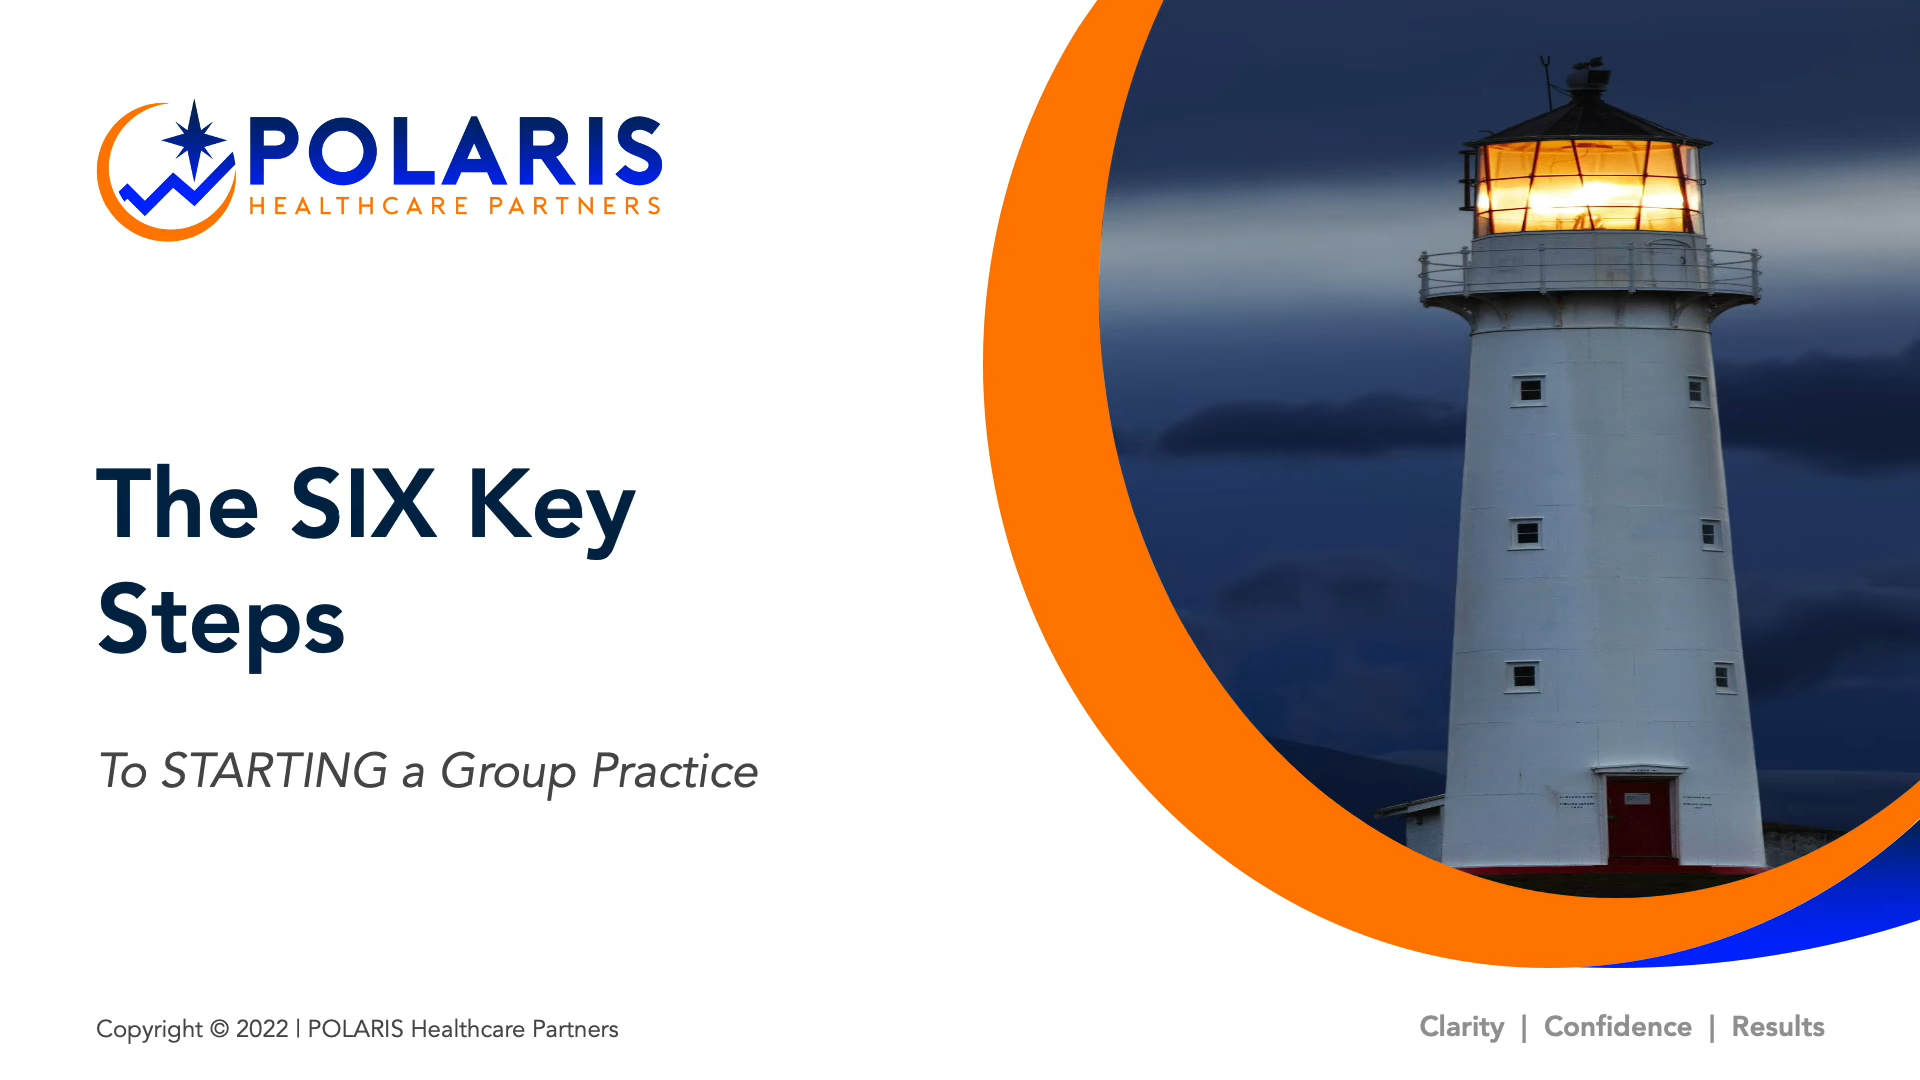 POLARIS
HEALTHCARE PARTNERS
The SIX Key
Steps
To STARTING a Group Practice
Copyright © 2022 | POLARIS Healthcare Partners
Clarity | Confidence | Results